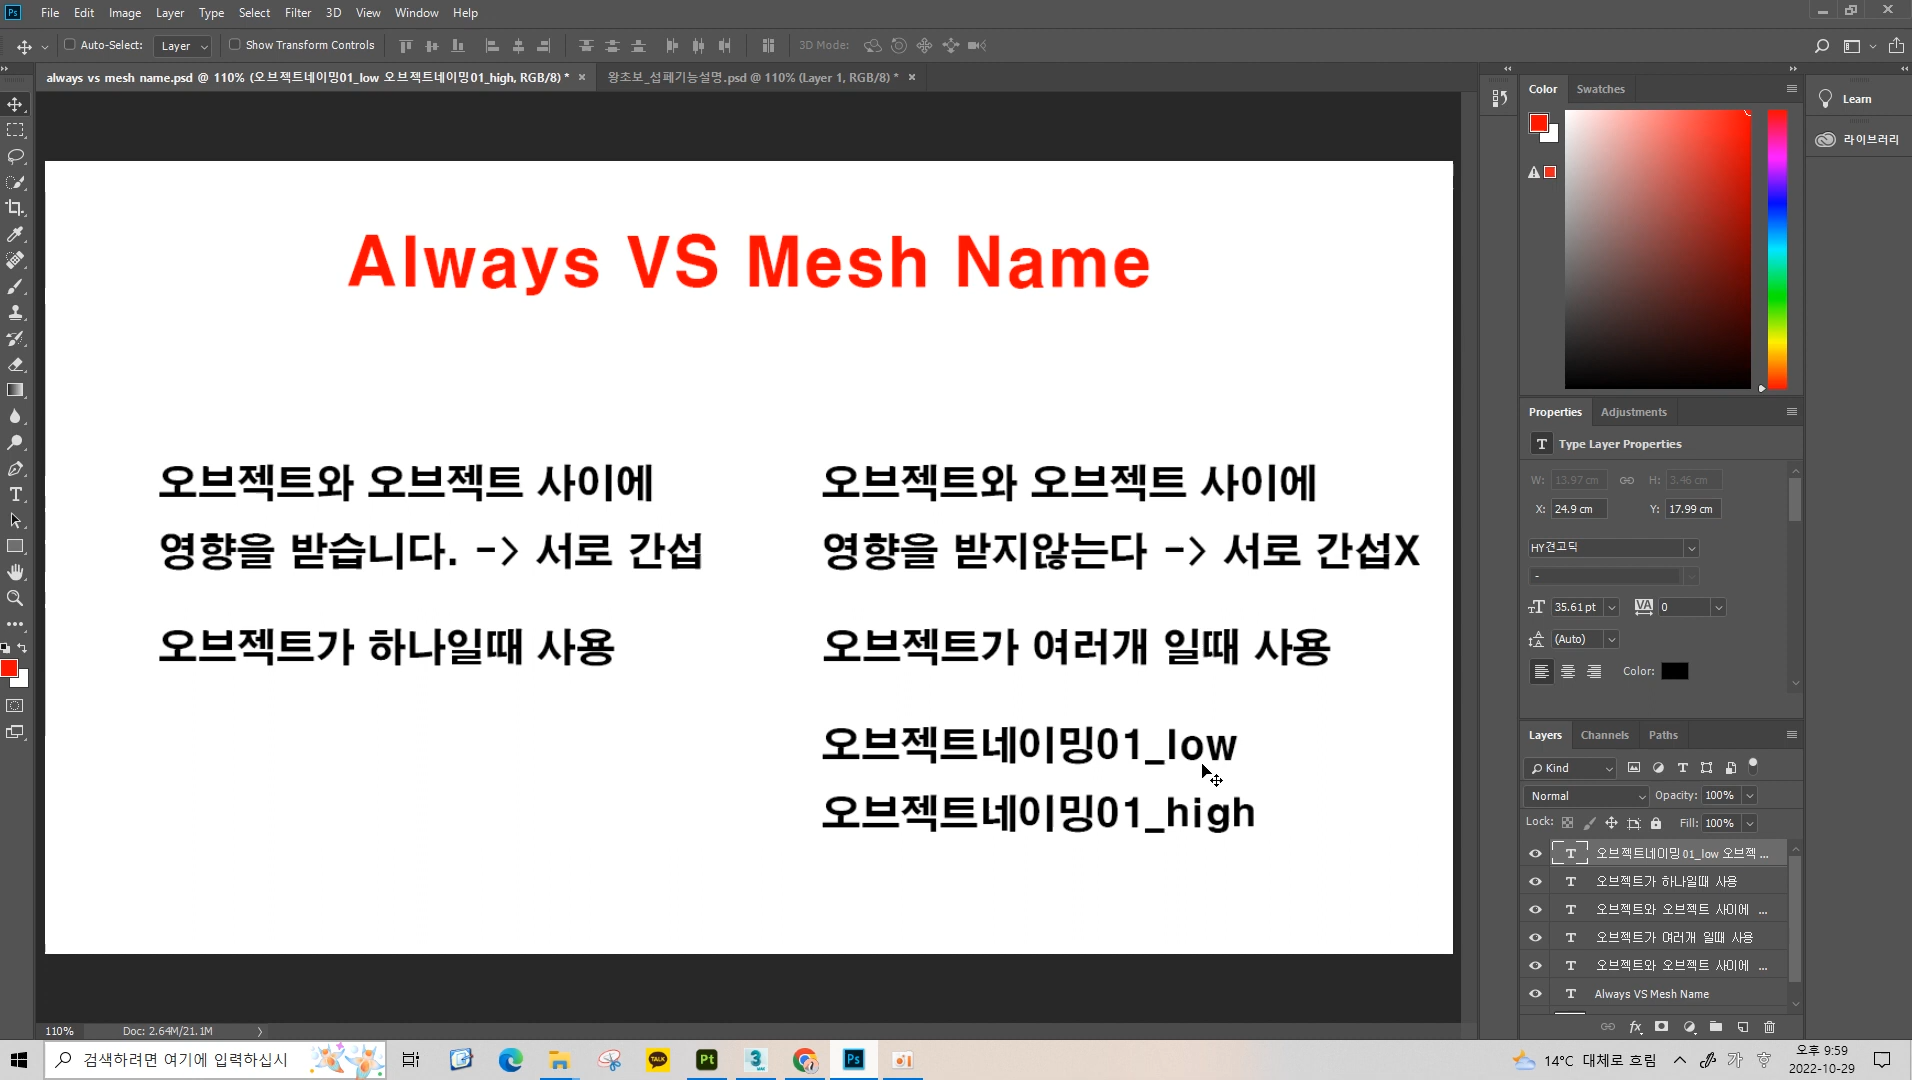 File Edit Image Layer Type Select Filter 3D View Window Help
Auto-Select: Layer Show Transform Controls 3D Mode:
always vs mesh name.psd @ 110% (오브젝트네이밍01_low 오브젝트네이밍01_high, RGB/8) * 왕초보_섭페기능설명.psd @ 110% (Layer 1, RGB/8) *
Always VS Mesh Name
오브젝트와 오브젝트 사이에
영향을 받습니다. -> 서로 간섭
오브젝트가 하나일때 사용
오브젝트와 오브젝트 사이에
영향을 받지않는다 -> 서로 간섭X
오브젝트가 여러개 일때 사용
오브젝트네이밍01_low
오브젝트네이밍01_high
Color Swatches
Learn
라이브러리
Properties Adjustments
Type Layer Properties
W: 13.97 cm H: 3.46 cm
X: 24.9 cm Y: 17.99 cm
HY견고딕
-
35.61 pt VA 0
(Auto)
Color:
Layers Channels Paths
Kind
Normal Opacity: 100%
Lock: Fill: 100%
오브젝트네이밍01_low 오브젝 ...
오브젝트가 하나일때 사용
오브젝트와 오브젝트 사이에 ...
오브젝트가 여러개 일때 사용
오브젝트와 오브젝트 사이에 ...
Always VS Mesh Name
110% Doc: 2.64M/21.1M
검색하려면 여기에 입력하십시
14°C 대체로 흐림
가
오후 9:59
2022-10-29